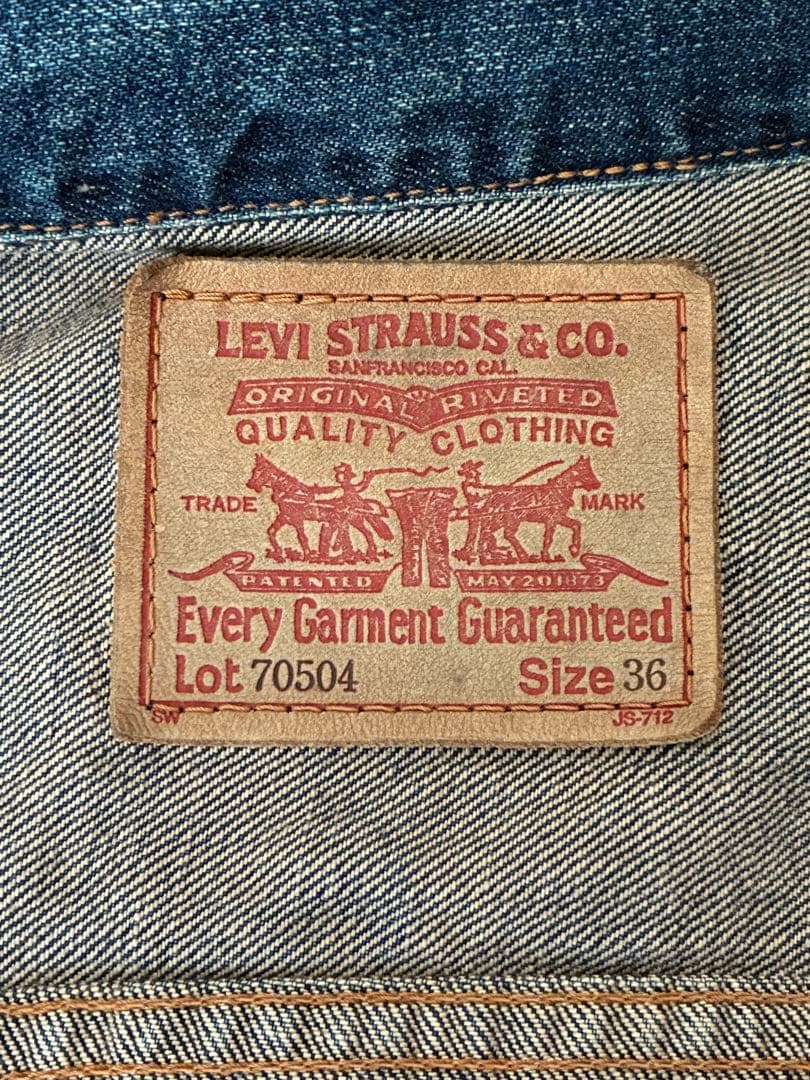 LEVI STRAUSS & CO.
SANFRANCISCO CAL.
ORIGINAL RIVETED
QUALITY CLOTHING
TRADE MARK
PATENTED MAY 20 1873
Every Garment Guaranteed
Lot 70504 Size 36
SW JS-712